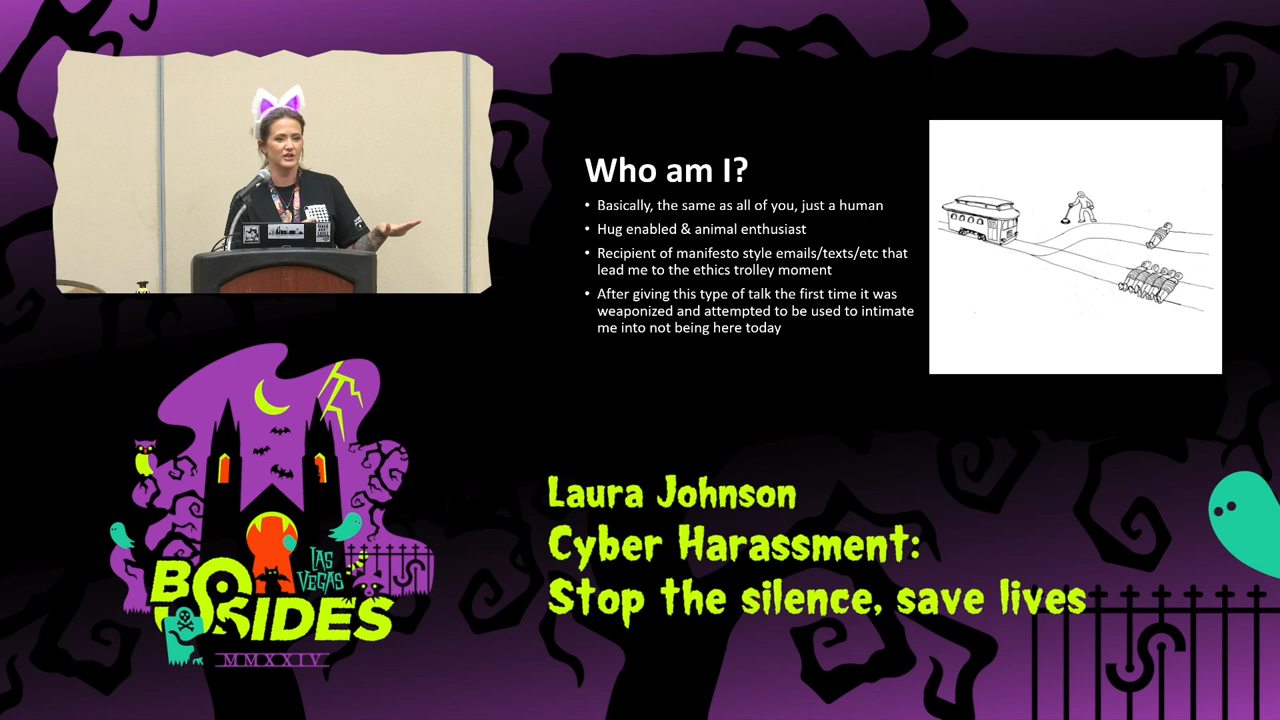 Who am I?
• Basically, the same as all of you, just a human
• Hug enabled & animal enthusiast
• Recipient of manifesto style emails/texts/etc that
lead me to the ethics trolley moment
• After giving this type of talk the first time it was
weaponized and attempted to be used to intimate
me into not being here today
LAS
VEGAS
BSIDES
MMXXIV
Laura Johnson
Cyber Harassment:
Stop the silence, save lives